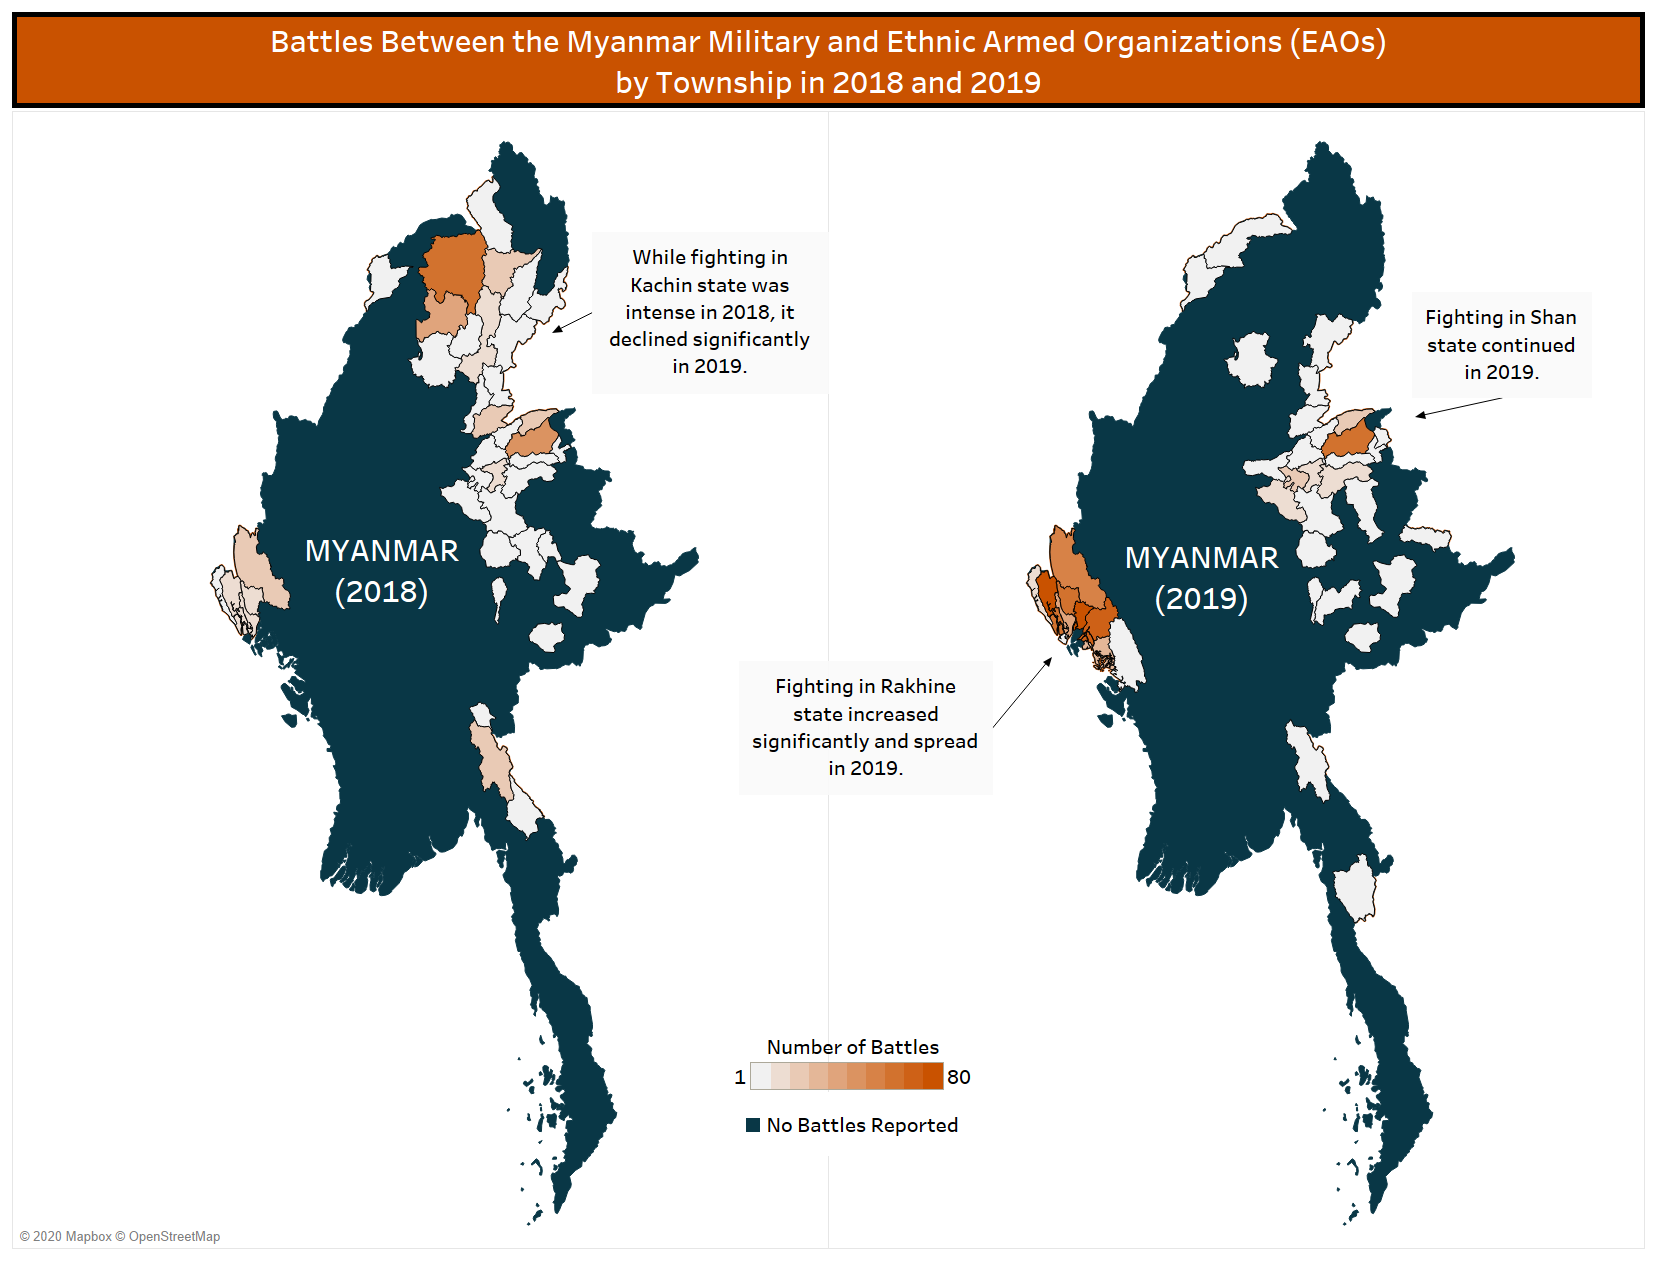 Battles Between the Myanmar Military and Ethnic Armed Organizations (EAOs)
by Township in 2018 and 2019
While fighting in
Kachin state was
intense in 2018, it
declined significantly
in 2019.
Fighting in Shan
state continued
in 2019.
MYANMAR
(2018)
MYANMAR
(2019)
Fighting in Rakhine
state increased
significantly and spread
in 2019.
Number of Battles
1 80
No Battles Reported
© 2020 Mapbox © OpenStreetMap